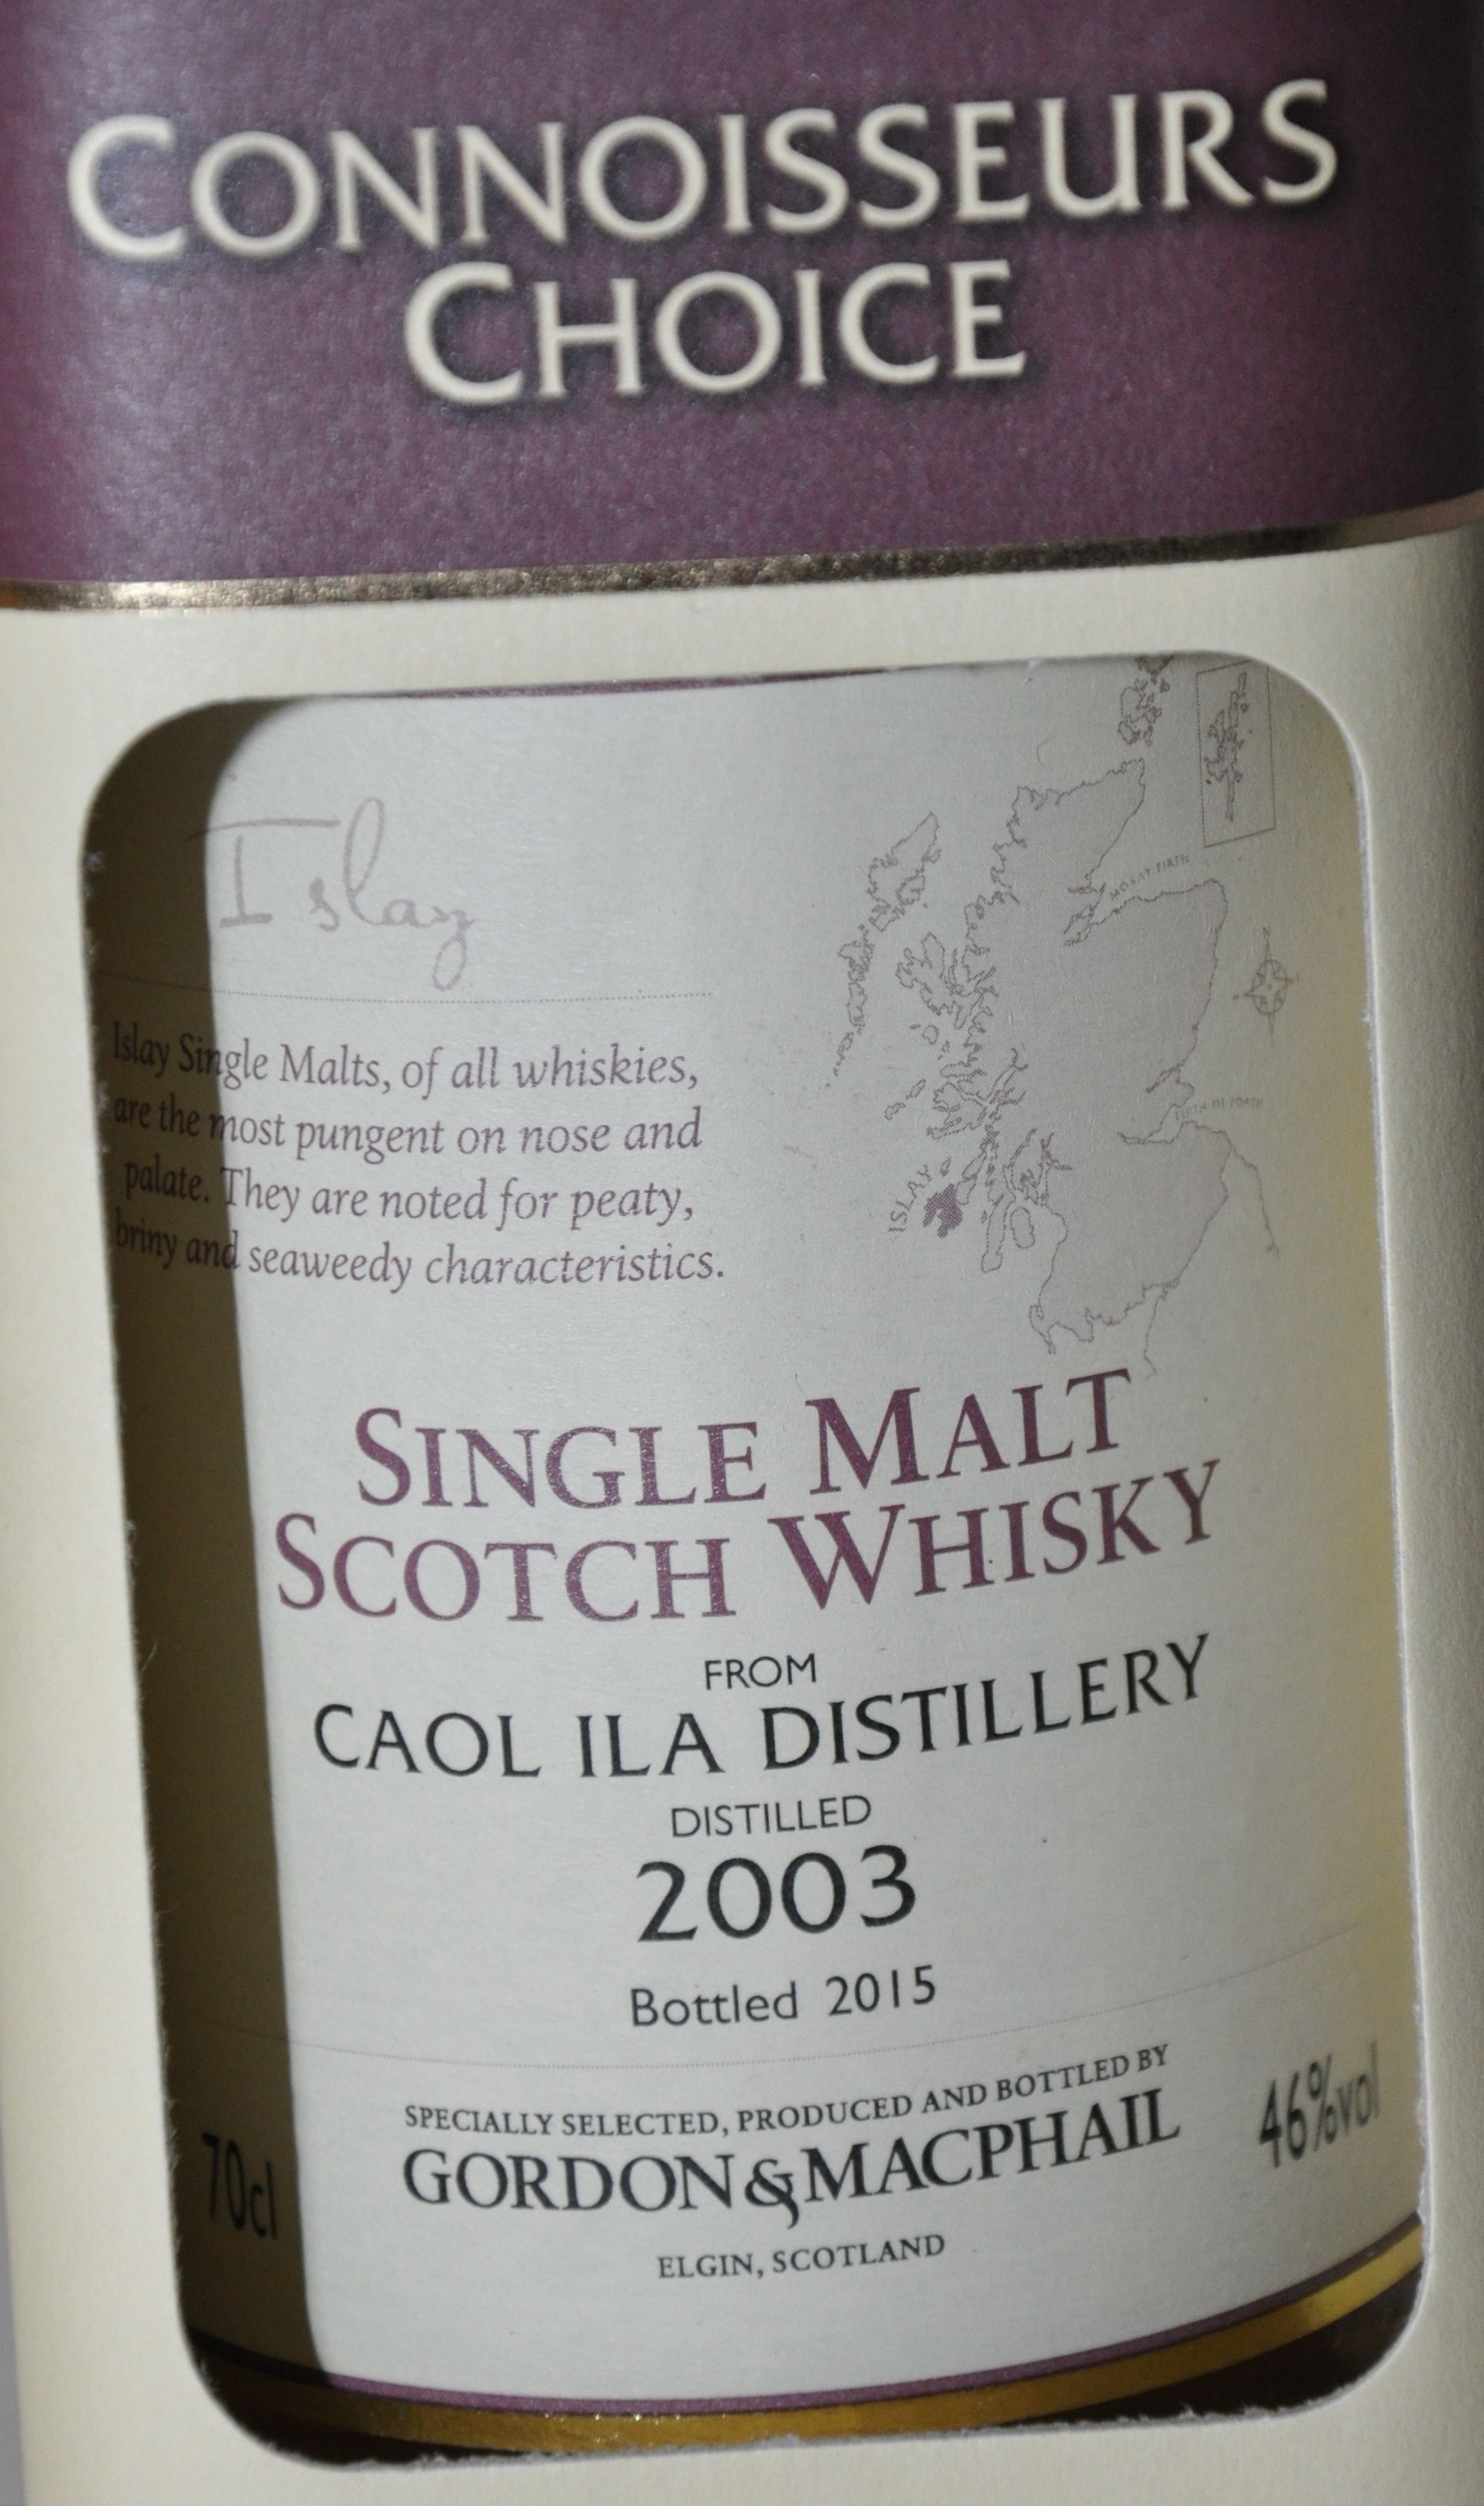 CONNOISSEURS
CHOICE
Islay
MORAY FIRTH
Islay Single Malts, of all whiskies,
are the most pungent on nose and
palate. They are noted for peaty,
briny and seaweedy characteristics.
FIRTH OF FORTH
ISLAY
SINGLE MALT
SCOTCH WHISKY
FROM
CAOL ILA DISTILLERY
DISTILLED
2003
Bottled 2015
SPECIALLY SELECTED, PRODUCED AND BOTTLED BY
GORDON & MACPHAIL
ELGIN, SCOTLAND
70cl
46%vol